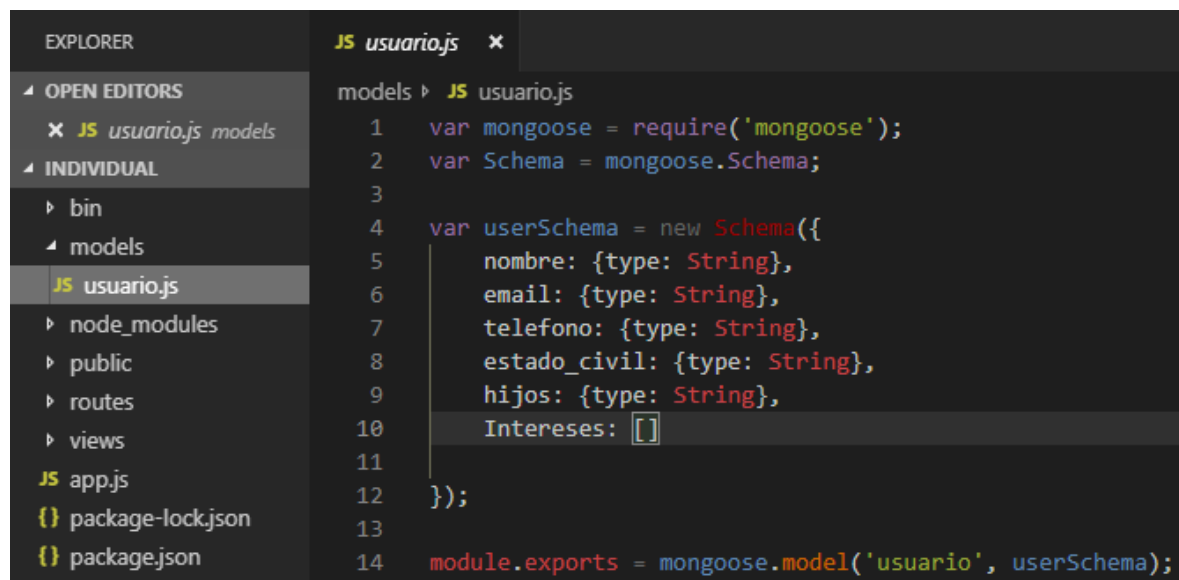 EXPLORER
OPEN EDITORS
JS usuario.js models
INDIVIDUAL
bin
models
JS usuario.js
node_modules
public
routes
views
JS app.js
{} package-lock.json
{} package.json
JS usuario.js
models JS usuario.js
1 var mongoose = require('mongoose');
2 var Schema = mongoose.Schema;
3
4 var userSchema = new Schema({
5 nombre: {type: String},
6 email: {type: String},
7 telefono: {type: String},
8 estado_civil: {type: String},
9 hijos: {type: String},
10 Intereses: []
11
12 });
13
14 module.exports = mongoose.model('usuario', userSchema);